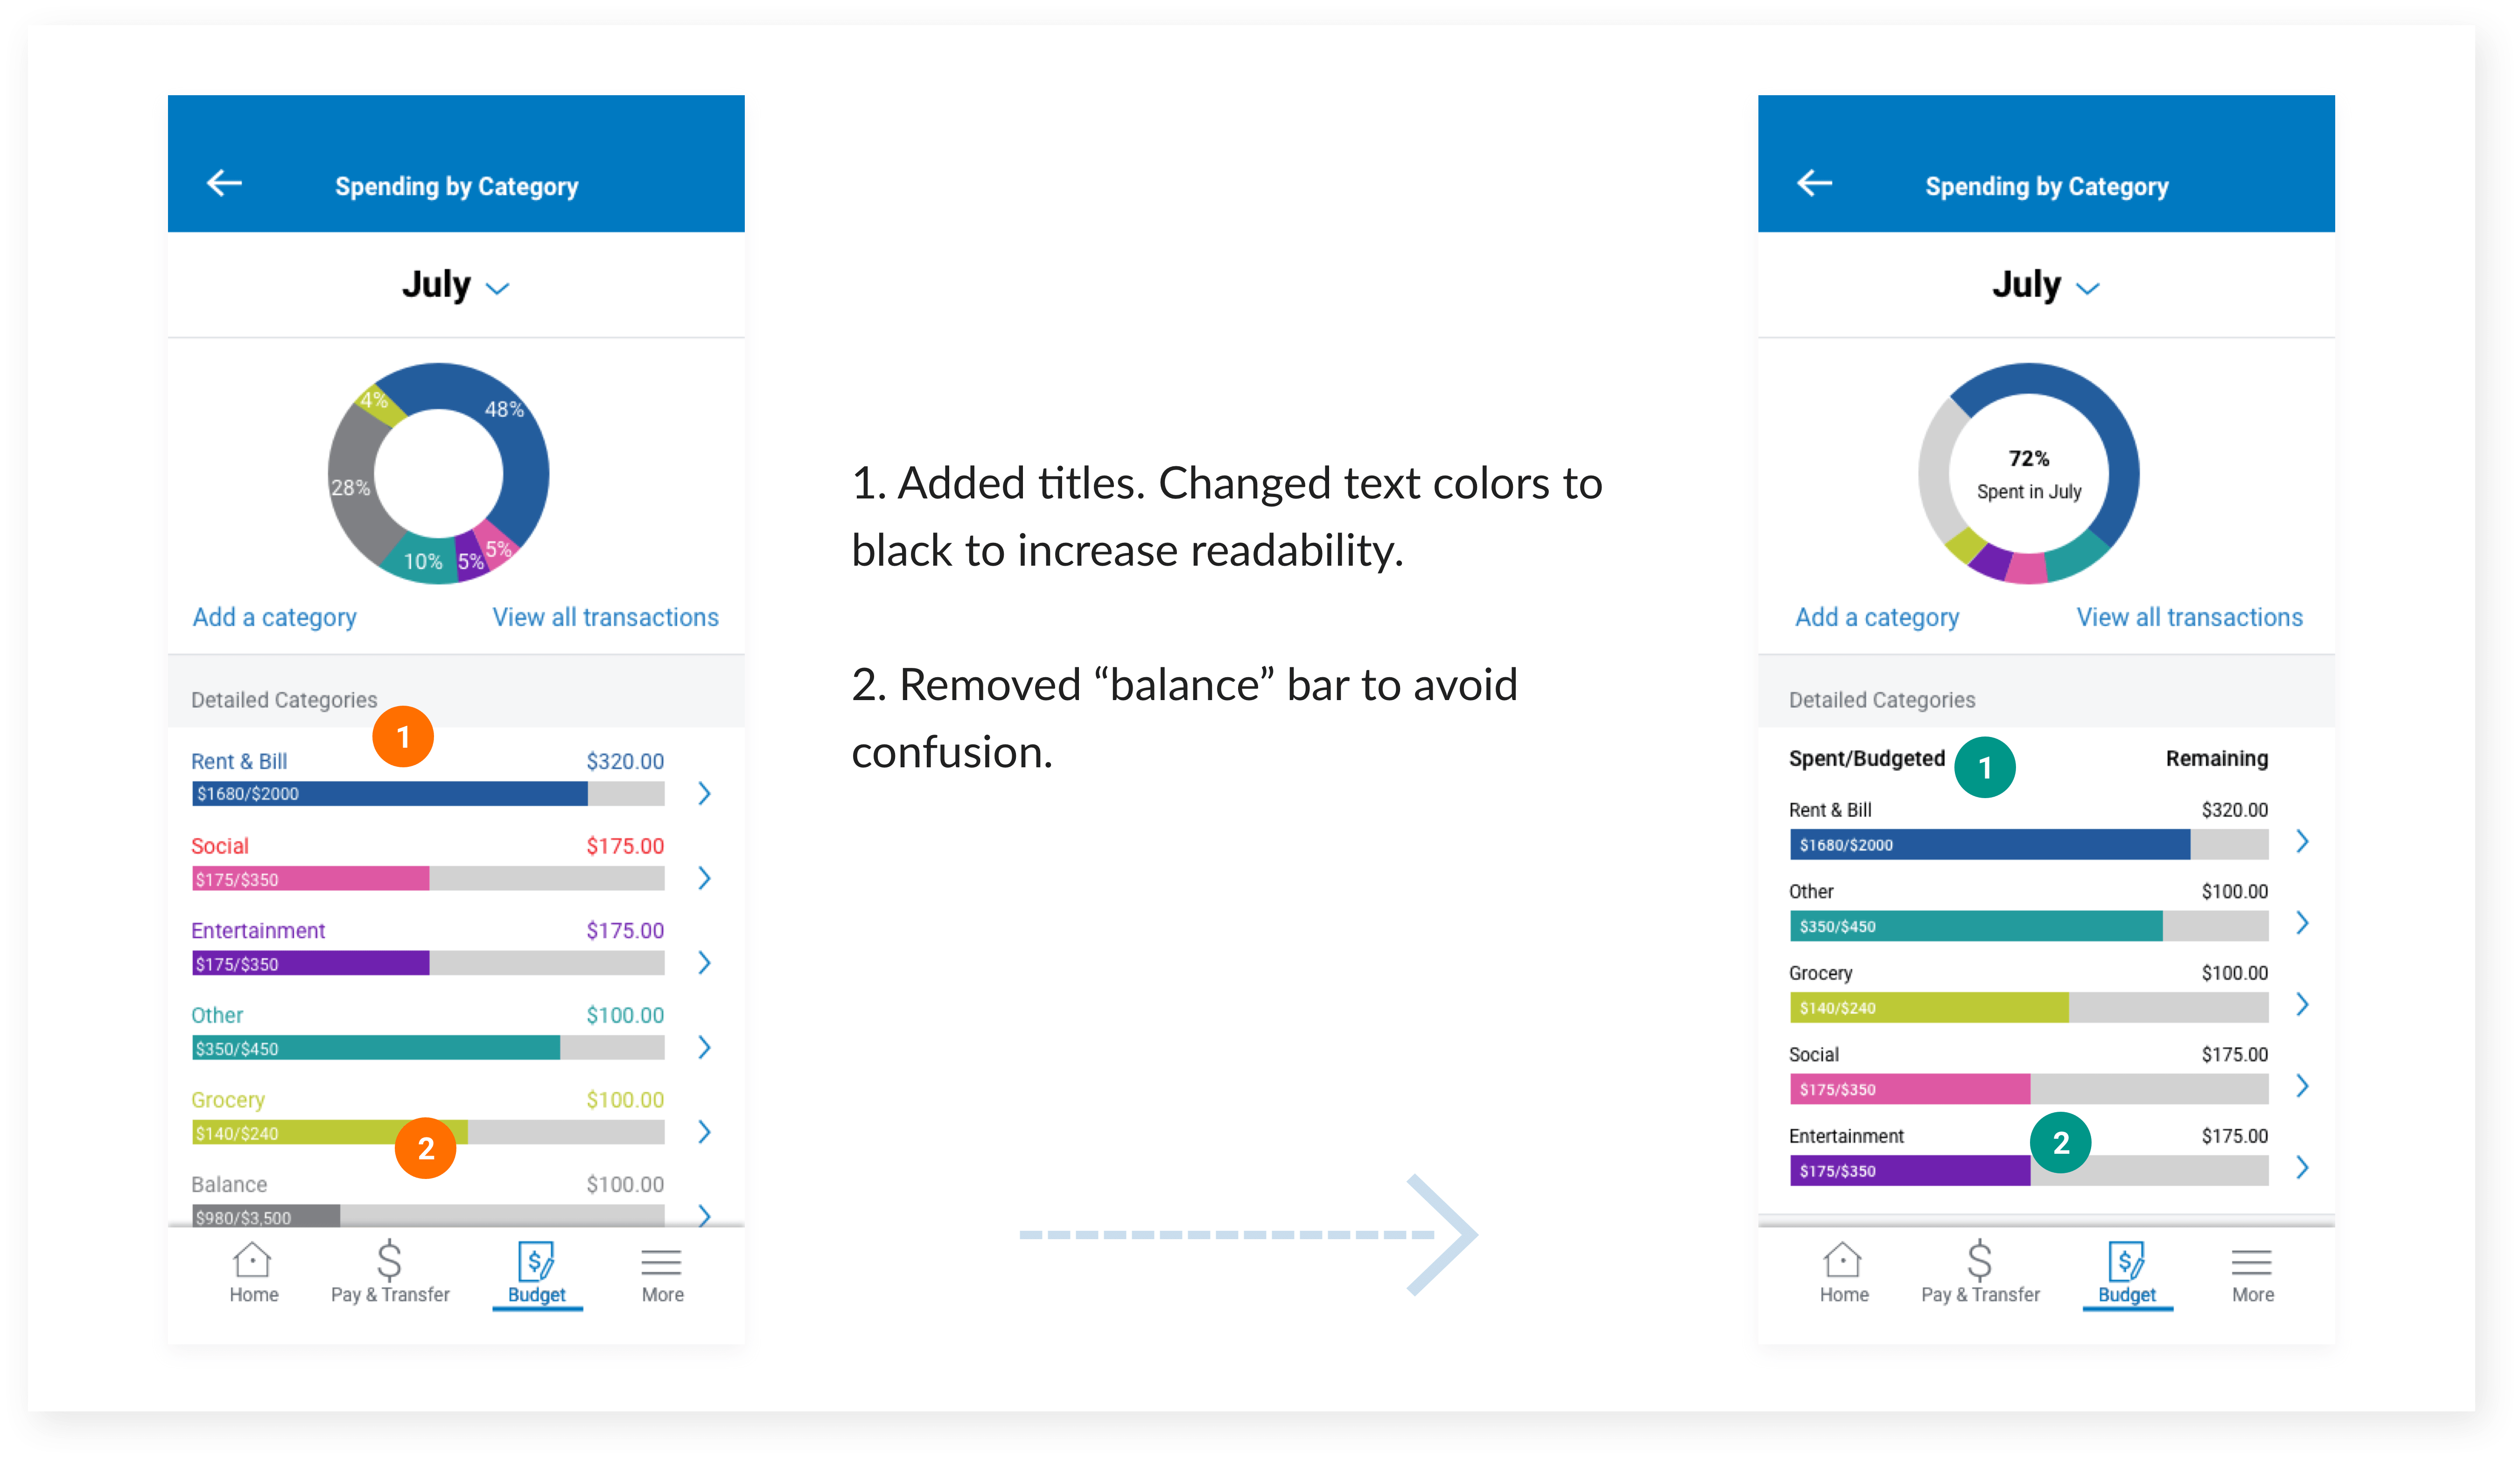 Spending by Category
July
4%
48%
28%
10%
5%
5%
Add a category
View all transactions
Detailed Categories
1
Rent & Bill
$320.00
$1680/$2000
Social
$175.00
$175/$350
Entertainment
$175.00
$175/$350
Other
$100.00
$350/$450
Grocery
$100.00
$140/$240
2
Balance
$100.00
$980/$3,500
Home
Pay & Transfer
Budget
More
1. Added titles. Changed text colors to
black to increase readability.
2. Removed “balance” bar to avoid
confusion.
Spending by Category
July
72%
Spent in July
Add a category
View all transactions
Detailed Categories
Spent/Budgeted
1
Remaining
Rent & Bill
$320.00
$1680/$2000
Other
$100.00
$350/$450
Grocery
$100.00
$140/$240
Social
$175.00
$175/$350
Entertainment
2
$175.00
$175/$350
Home
Pay & Transfer
Budget
More